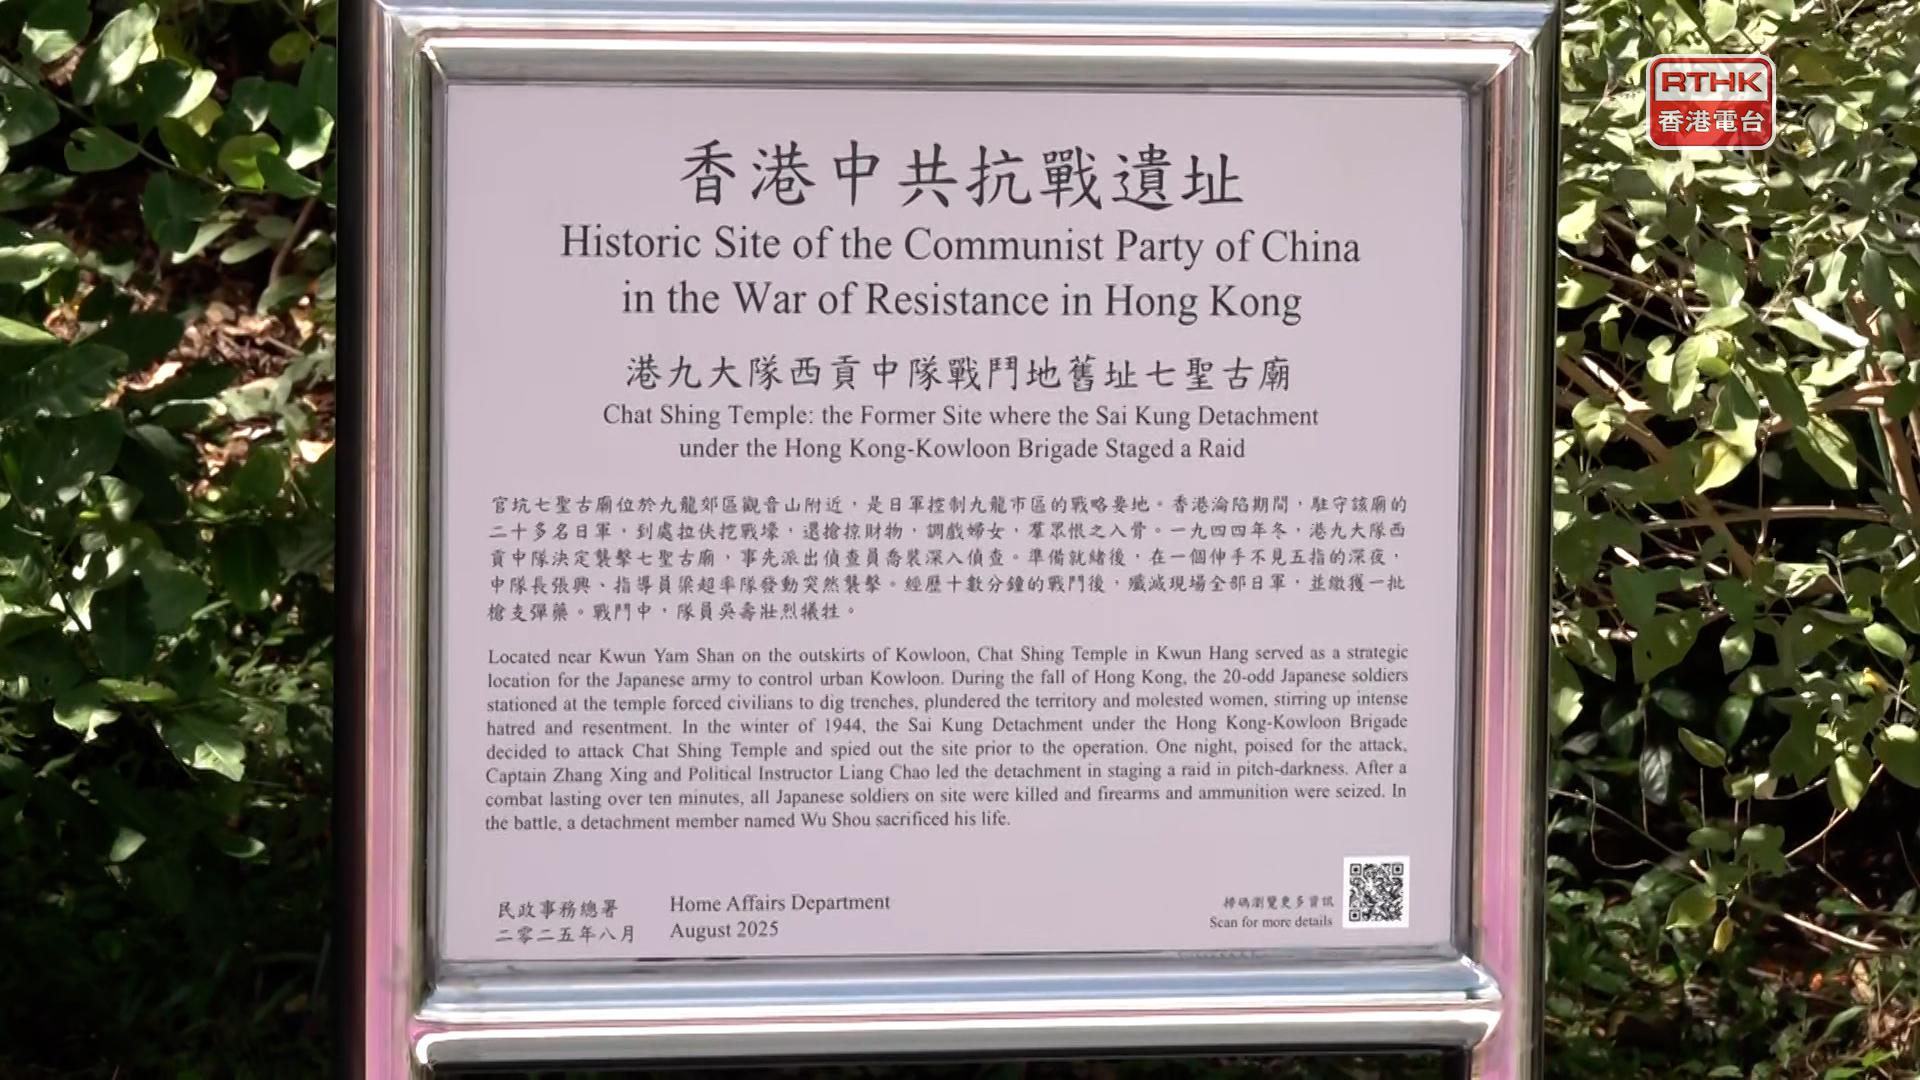 RTHK
香港電台
香港中共抗戰遺址
Historic Site of the Communist Party of China
in the War of Resistance in Hong Kong
港九大隊西貢中隊戰鬥地舊址七聖古廟
Chat Shing Temple: the Former Site where the Sai Kung Detachment
under the Hong Kong-Kowloon Brigade Staged a Raid
官坑七聖古廟位於九龍郊區觀音山附近，是日軍控制九龍市區的戰略要地。香港淪陷期間，駐守該廟的
二十多名日軍，到處拉伕挖戰壕，還搶掠財物，調戲婦女，羣眾恨之入骨。一九四四年冬，港九大隊西
貢中隊決定襲擊七聖古廟，事先派出偵查員喬裝深入偵查。準備就緒後，在一個伸手不見五指的深夜，
中隊長張興、指導員梁超率隊發動突然襲擊。經歷十數分鐘的戰鬥後，殲滅現場全部日軍，並繳獲一批
槍支彈藥。戰鬥中，隊員吳壽壯烈犧牲。
Located near Kwun Yam Shan on the outskirts of Kowloon, Chat Shing Temple in Kwun Hang served as a strategic
location for the Japanese army to control urban Kowloon. During the fall of Hong Kong, the 20-odd Japanese soldiers
stationed at the temple forced civilians to dig trenches, plundered the territory and molested women, stirring up intense
hatred and resentment. In the winter of 1944, the Sai Kung Detachment under the Hong Kong-Kowloon Brigade
decided to attack Chat Shing Temple and spied out the site prior to the operation. One night, poised for the attack,
Captain Zhang Xing and Political Instructor Liang Chao led the detachment in staging a raid in pitch-darkness. After a
combat lasting over ten minutes, all Japanese soldiers on site were killed and firearms and ammunition were seized. In
the battle, a detachment member named Wu Shou sacrificed his life.
民政事務總署
二零二五年八月
Home Affairs Department
August 2025
掃碼瀏覽更多資訊
Scan for more details